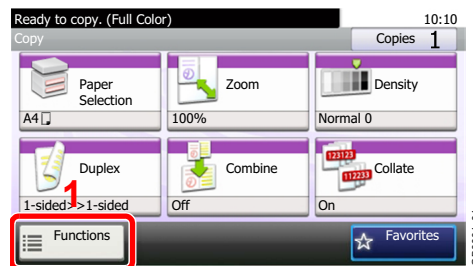 Ready to copy. (Full Color) 10:10
Copy Copies 1
Paper Selection
Zoom
Density
A4 100% Normal 0
123123
112233
Duplex
Combine
Collate
1
1-sided>>1-sided Off On
Functions Favorites